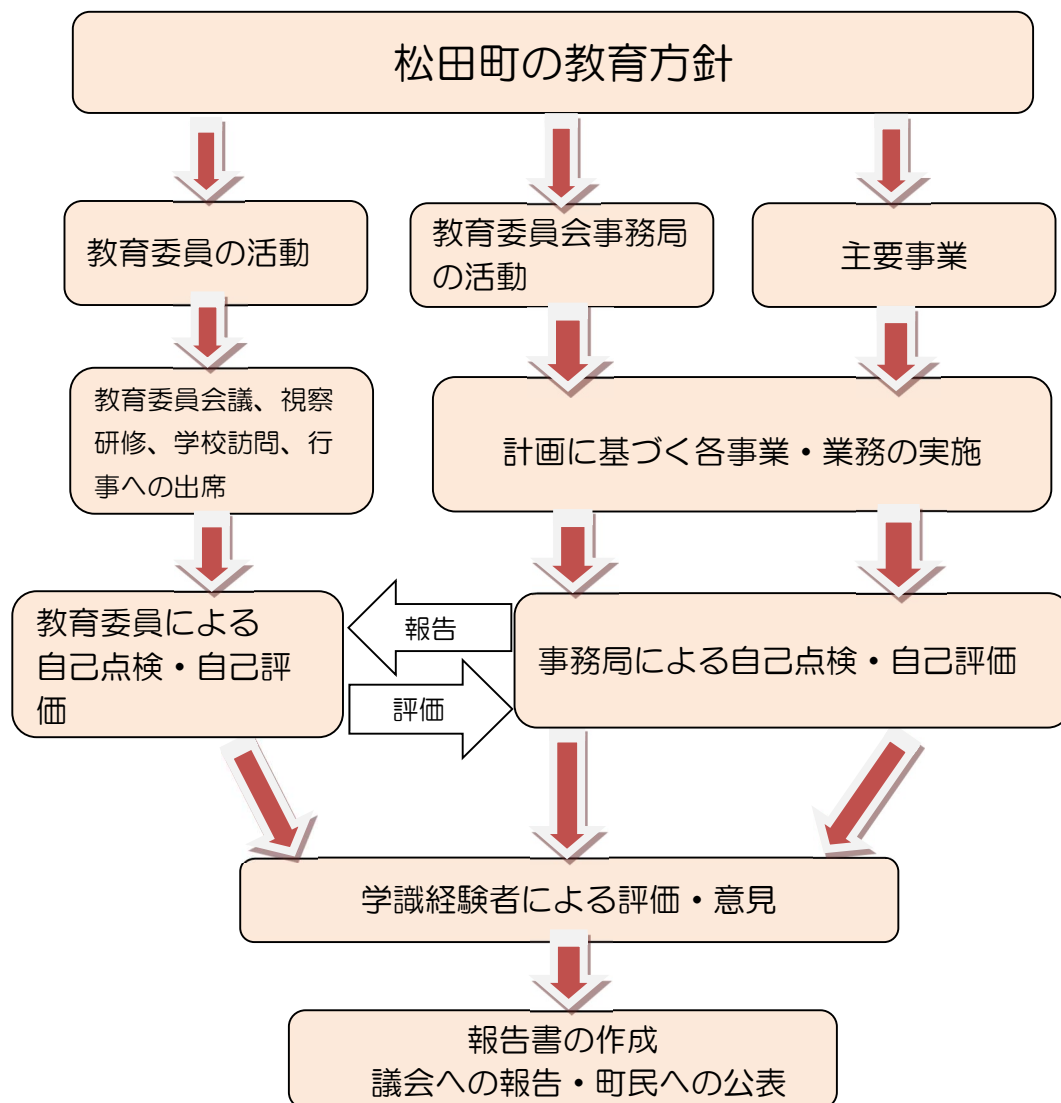 松田町の教育方針
教育委員の活動
教育委員会事務局
の活動
主要事業
教育委員会議、視察
研修、学校訪問、行
事への出席
計画に基づく各事業・業務の実施
教育委員による
自己点検・自己評
価
報告
評価
事務局による自己点検・自己評価
学識経験者による評価・意見
報告書の作成
議会への報告・町民への公表